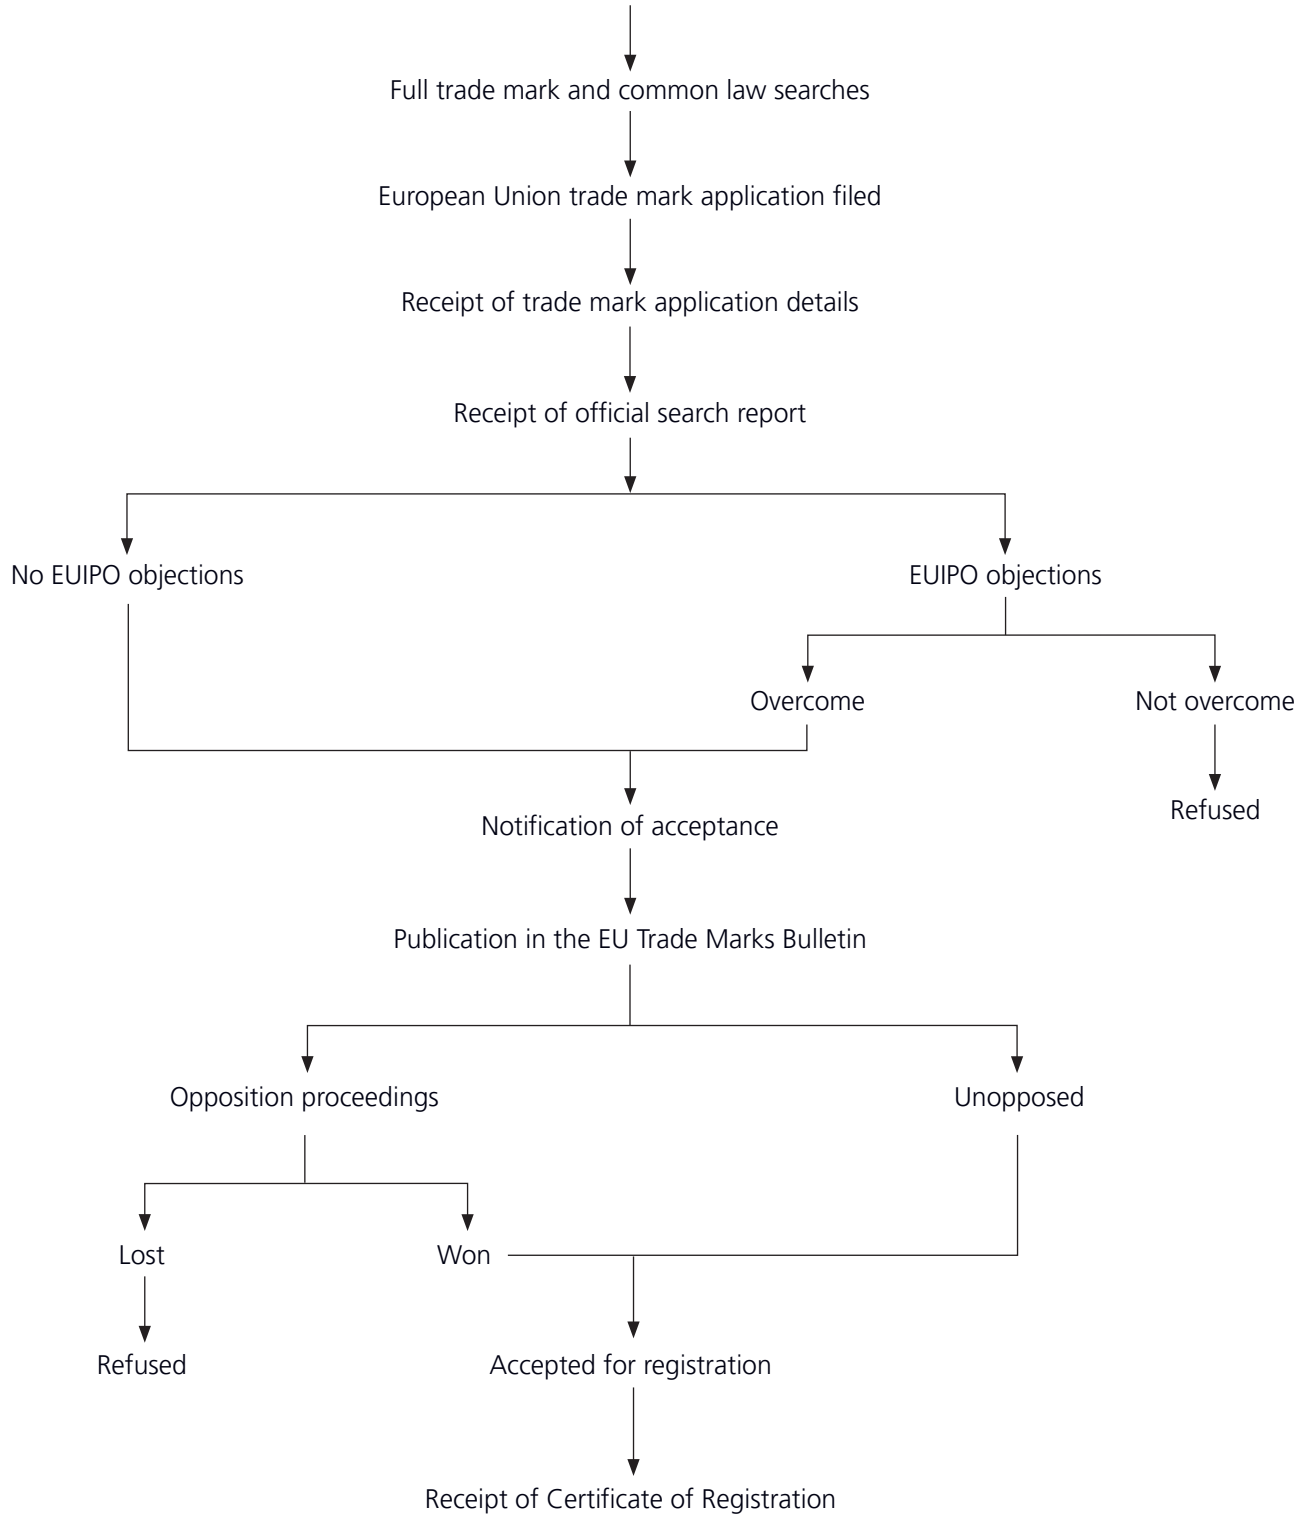 Full trade mark and common law searches
European Union trade mark application filed
Receipt of trade mark application details
Receipt of official search report
No EUIPO objections
EUIPO objections
Overcome
Not overcome
Refused
Notification of acceptance
Publication in the EU Trade Marks Bulletin
Opposition proceedings
Unopposed
Lost
Won
Refused
Accepted for registration
Receipt of Certificate of Registration